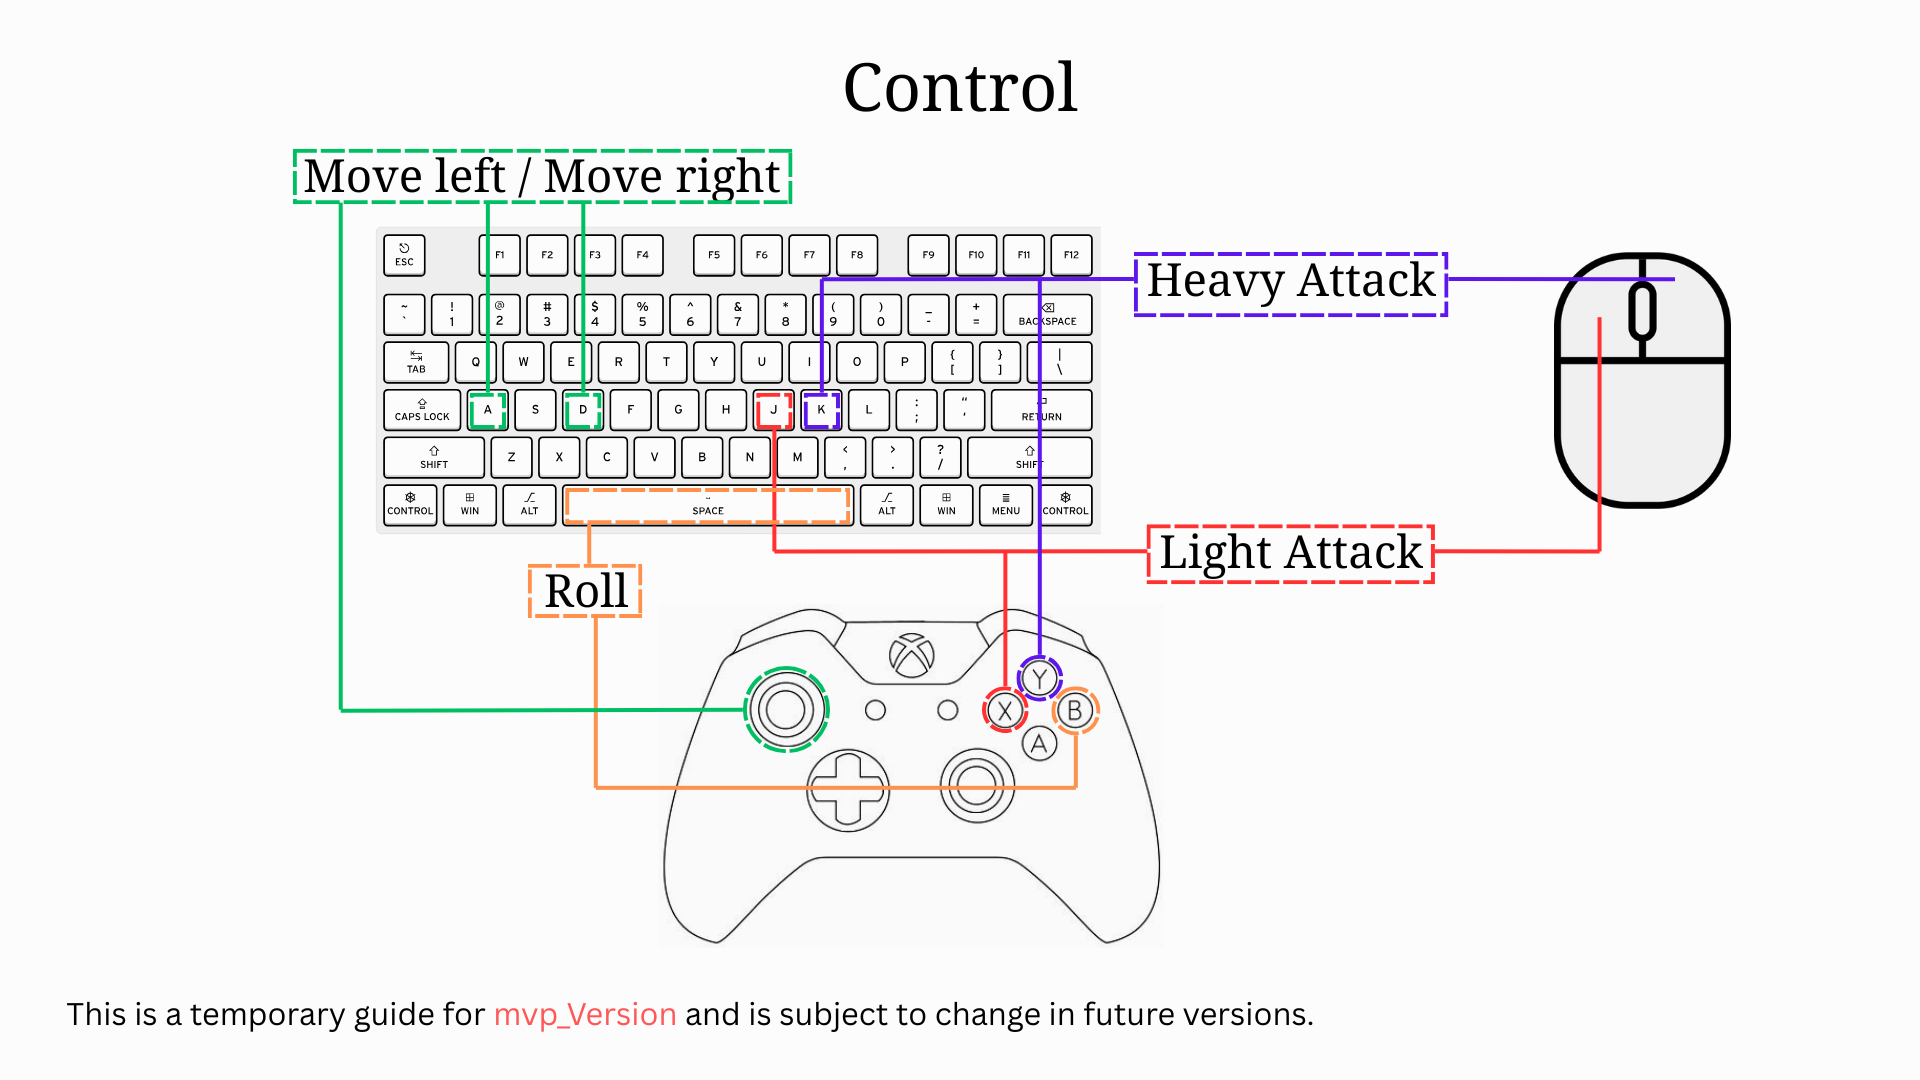 Control
Move left / Move right
ESC F1 F2 F3 F4 F5 F6 F7 F8 F9 F10 F11 F12
Heavy Attack
~ ! @ # $ % ^ & * ( ) _ +
` 1 2 3 4 5 6 7 8 9 0 - = BACKSPACE
TAB Q W E R T Y U I O P { [ } ] | \
CAPS LOCK A S D F G H J K L : ; “ ‘ RETURN
SHIFT Z X C V B N M < , > . ? / SHIFT
CONTROL WIN ALT SPACE ALT WIN MENU CONTROL
Light Attack
Roll
Y
X B
A
This is a temporary guide for mvp_Version and is subject to change in future versions.